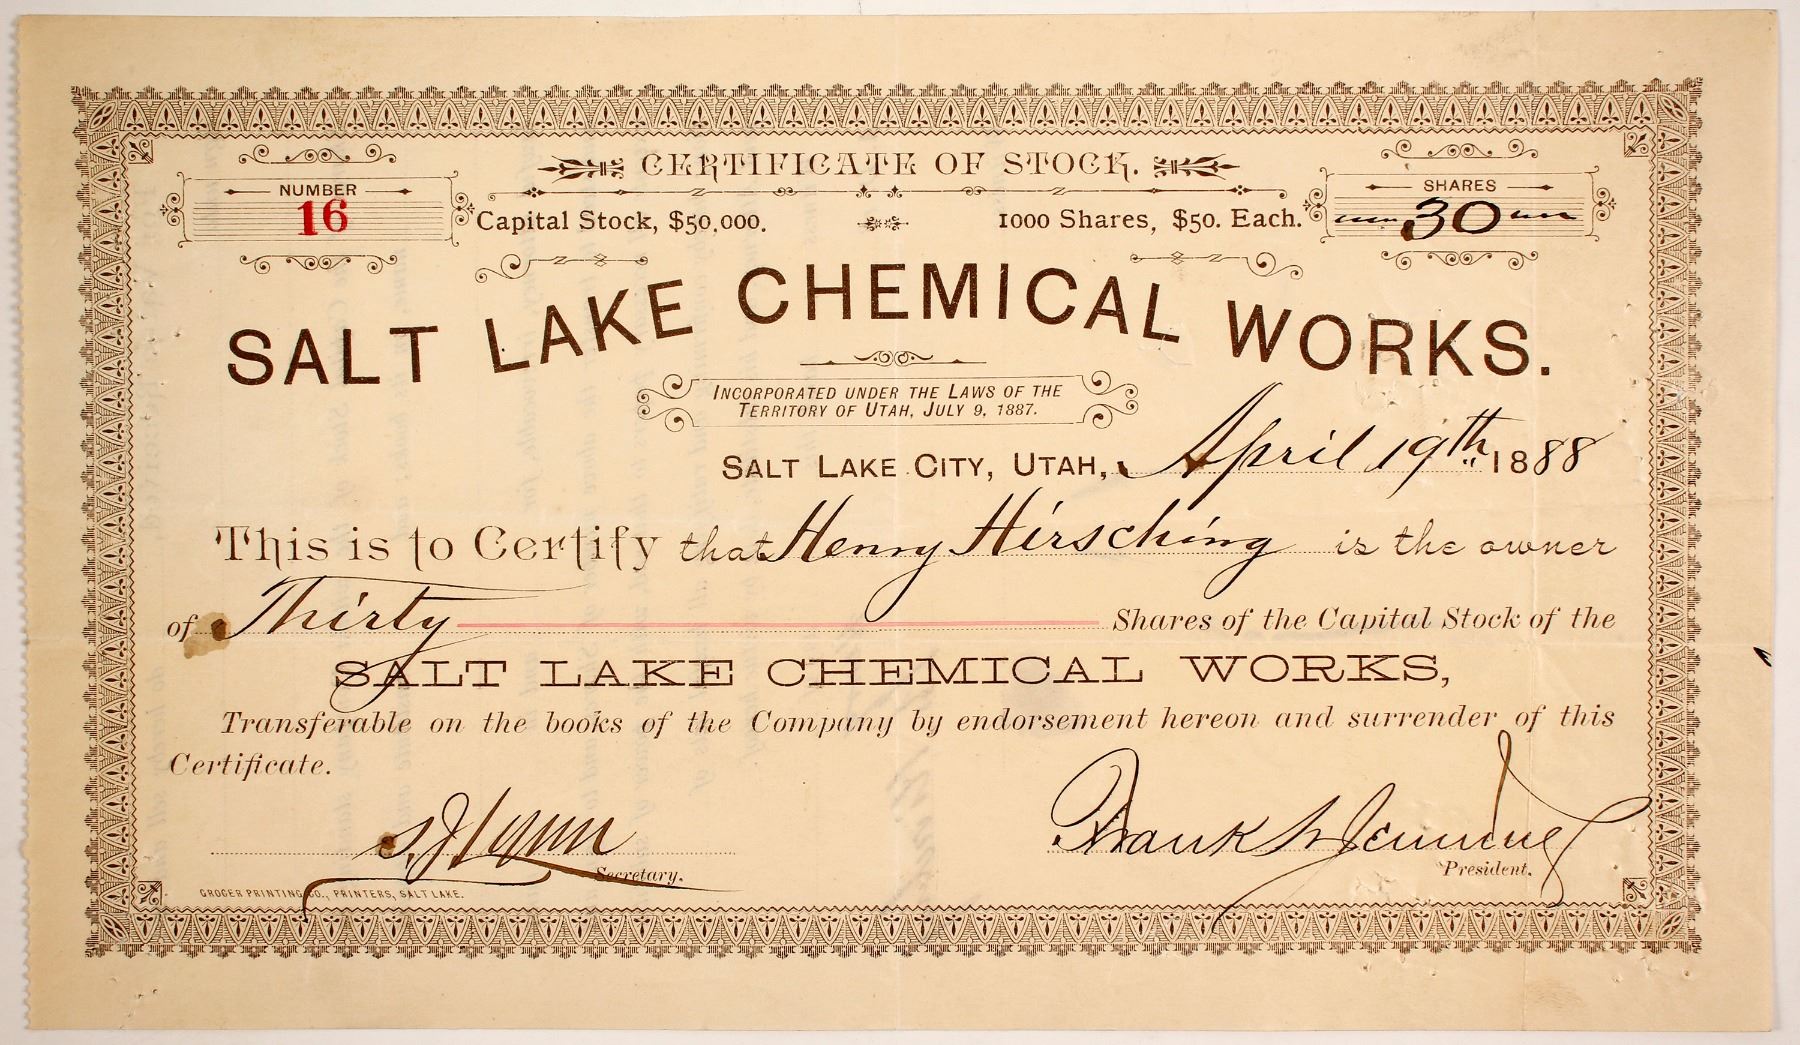 CERTIFICATE OF STOCK.
NUMBER
16
Capital Stock, $50,000.
1000 Shares, $50. Each.
SHARES
30
SALT LAKE CHEMICAL WORKS.
INCORPORATED UNDER THE LAWS OF THE
TERRITORY OF UTAH, JULY 9, 1887.
SALT LAKE CITY, UTAH, April 19th 1888
This is to Certify that Henry Hirsching is the owner
of Thirty Shares of the Capital Stock of the
SALT LAKE CHEMICAL WORKS,
Transferable on the books of the Company by endorsement hereon and surrender of this
Certificate.
S. J. Lynn
Secretary.
Frank W Jennings
President.
GROCER PRINTING CO., PRINTERS, SALT LAKE.